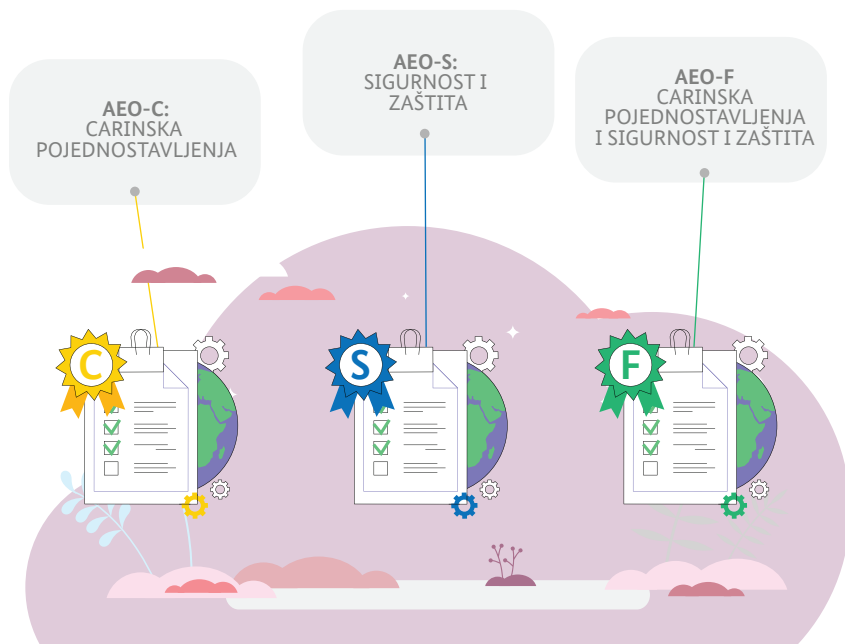 AEO-C:
CARINSKA
POJEDNOSTAVLJENJA
AEO-S:
SIGURNOST I
ZAŠTITA
AEO-F
CARINSKA
POJEDNOSTAVLJENJA
I SIGURNOST I ZAŠTITA
C
S
F